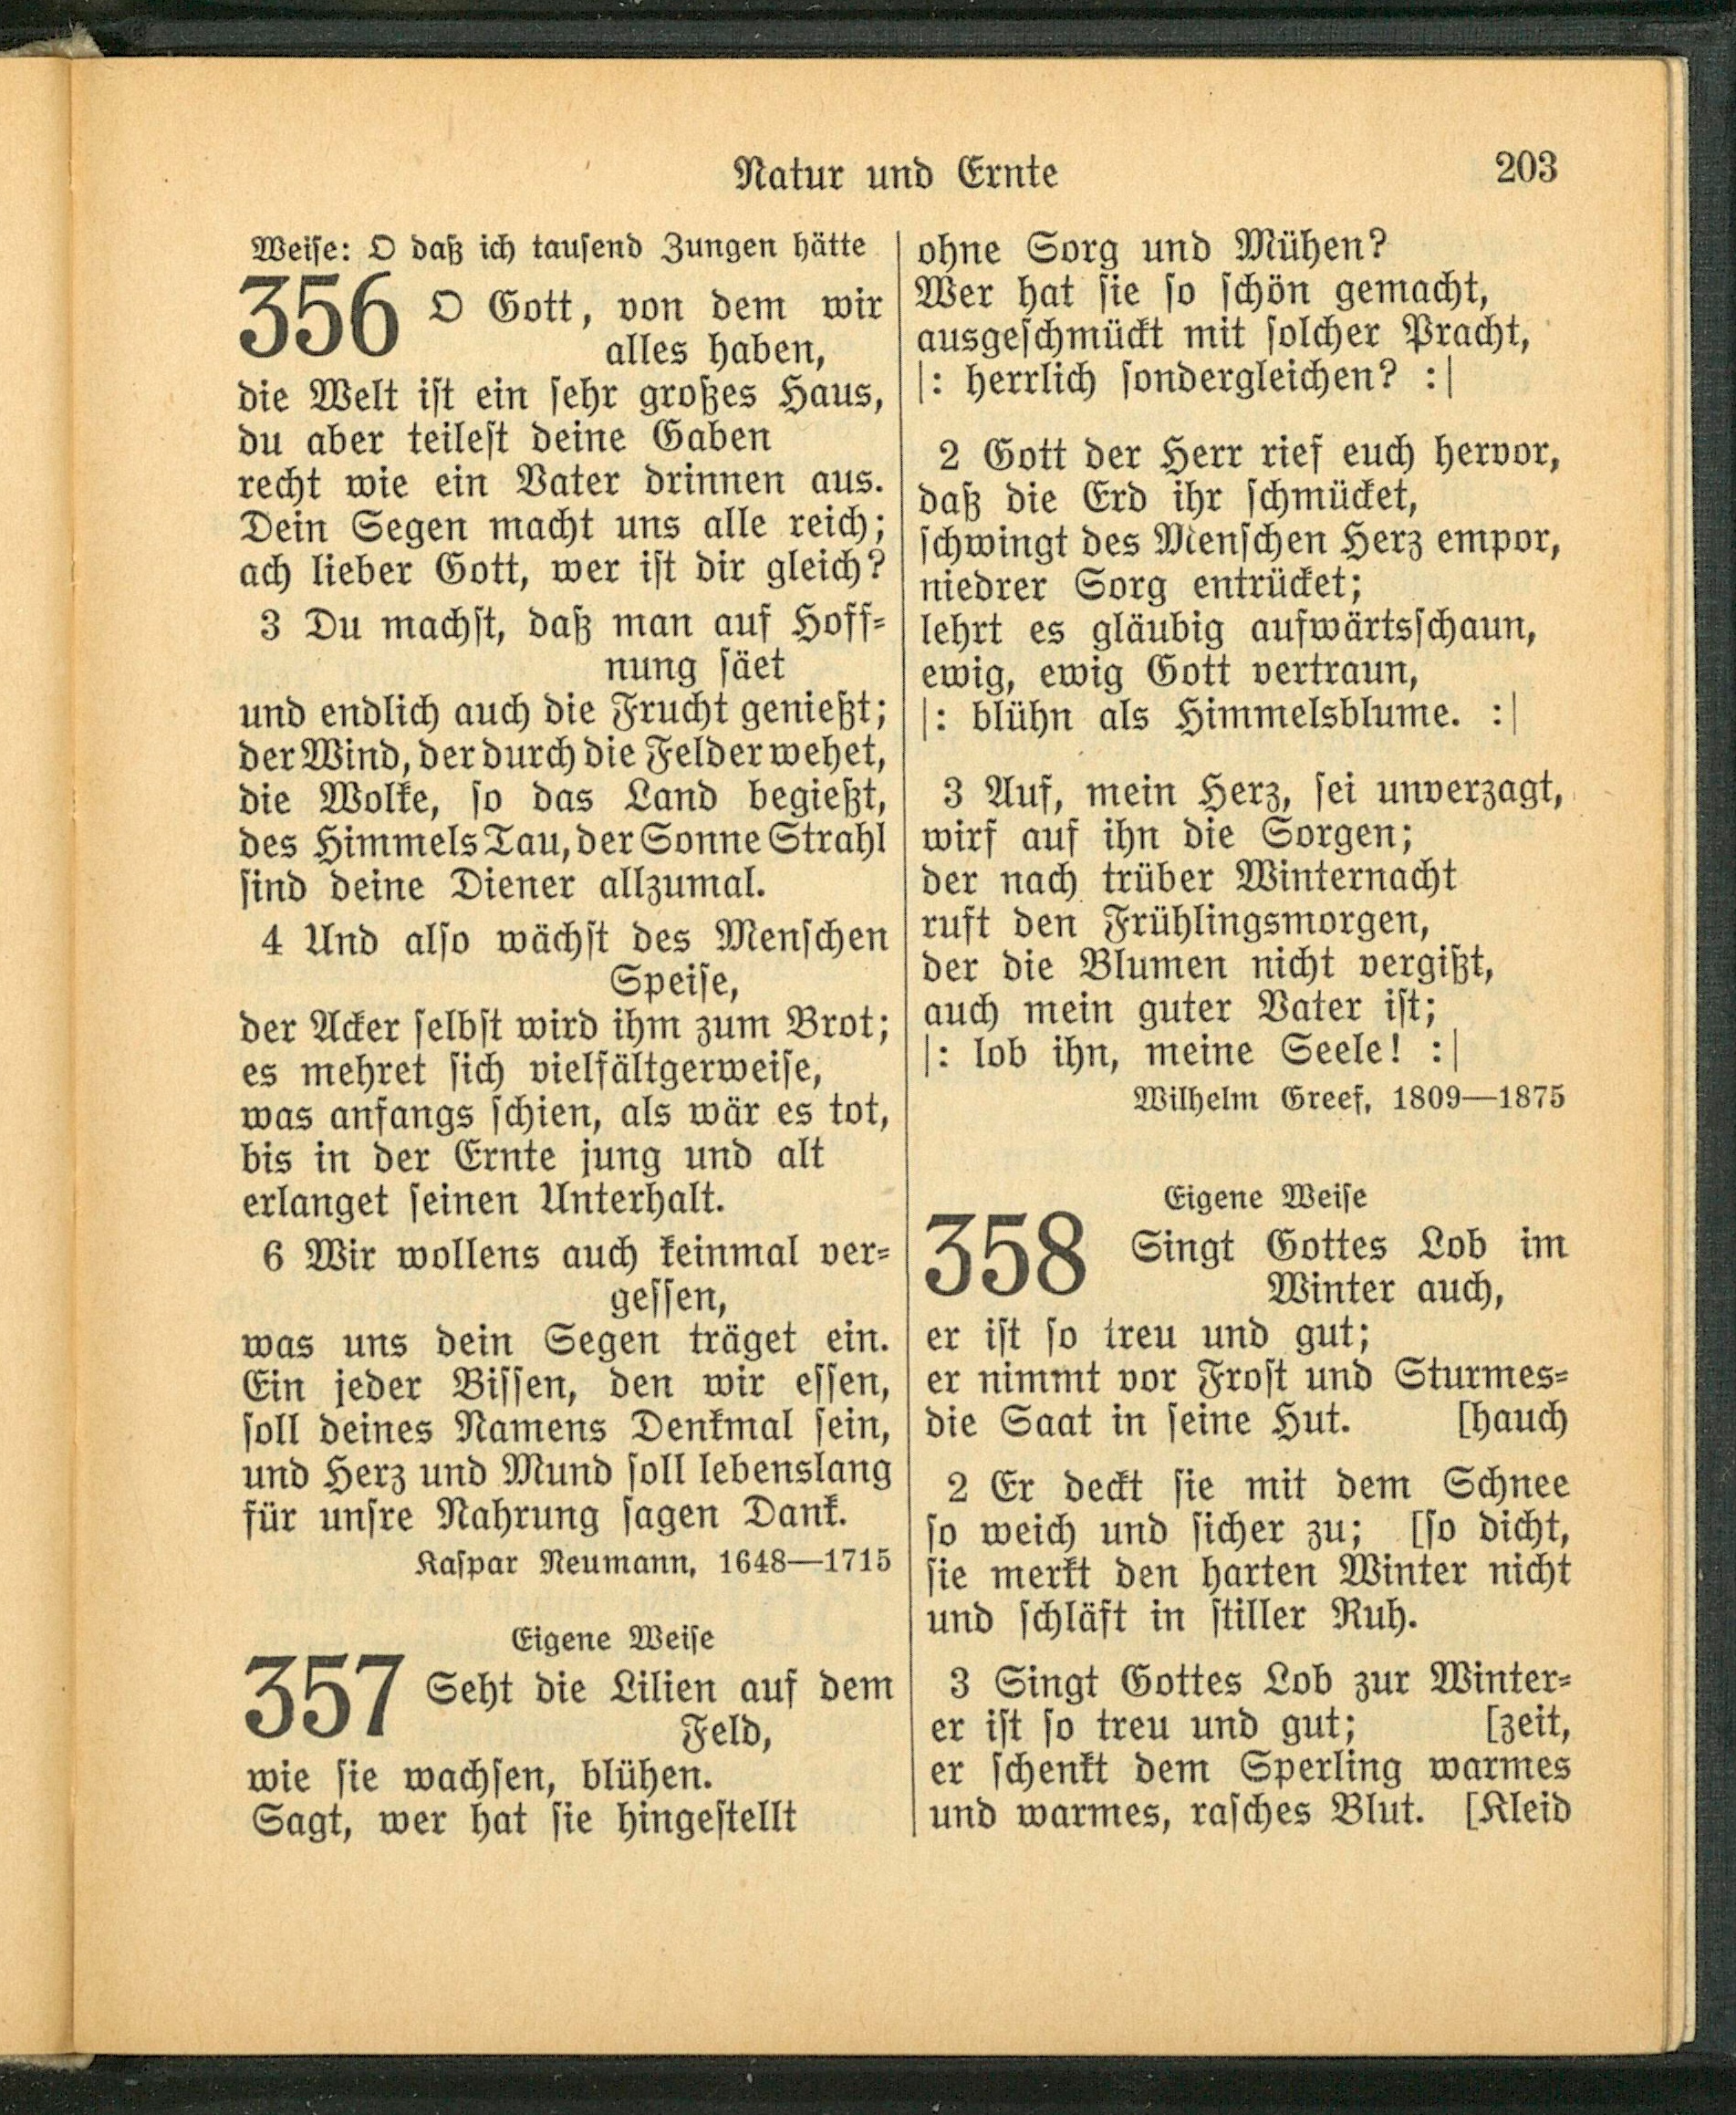 Natur und Ernte
203
Weise: O daß ich tausend Zungen hätte
356 O Gott, von dem wir
alles haben,
die Welt ist ein sehr großes Haus,
du aber teilest deine Gaben
recht wie ein Vater drinnen aus.
Dein Segen macht uns alle reich;
ach lieber Gott, wer ist dir gleich?
3 Du machst, daß man auf Hoff-
nung säet
und endlich auch die Frucht genießt;
der Wind, der durch die Felder wehet,
die Wolke, so das Land begießt,
des Himmels Tau, der Sonne Strahl
sind deine Diener allzumal.
4 Und also wächst des Menschen
Speise,
der Acker selbst wird ihm zum Brot;
es mehret sich vielfältgerweise,
was anfangs schien, als wär es tot,
bis in der Ernte jung und alt
erlanget seinen Unterhalt.
6 Wir wollens auch keinmal ver-
gessen,
was uns dein Segen träget ein.
Ein jeder Bissen, den wir essen,
soll deines Namens Denkmal sein,
und Herz und Mund soll lebenslang
für unsre Nahrung sagen Dank.
Kaspar Neumann, 1648—1715
Eigene Weise
357 Seht die Lilien auf dem
Feld,
wie sie wachsen, blühen.
Sagt, wer hat sie hingestellt
ohne Sorg und Mühen?
Wer hat sie so schön gemacht,
ausgeschmückt mit solcher Pracht,
|: herrlich sondergleichen? :|
2 Gott der Herr rief euch hervor,
daß die Erd ihr schmücket,
schwingt des Menschen Herz empor,
niedrer Sorg entrücket;
lehrt es gläubig aufwärtsschaun,
ewig, ewig Gott vertraun,
|: blühn als Himmelsblume. :|
3 Auf, mein Herz, sei unverzagt,
wirf auf ihn die Sorgen;
der nach trüber Winternacht
ruft den Frühlingsmorgen,
der die Blumen nicht vergißt,
auch mein guter Vater ist;
|: lob ihn, meine Seele! :|
Wilhelm Greef, 1809—1875
Eigene Weise
358 Singt Gottes Lob im
Winter auch,
er ist so treu und gut;
er nimmt vor Frost und Sturmes-
die Saat in seine Hut. [hauch
2 Er deckt sie mit dem Schnee
so weich und sicher zu; [so dicht,
sie merkt den harten Winter nicht
und schläft in stiller Ruh.
3 Singt Gottes Lob zur Winter-
er ist so treu und gut; [zeit,
er schenkt dem Sperling warmes
und warmes, rasches Blut. [Kleid